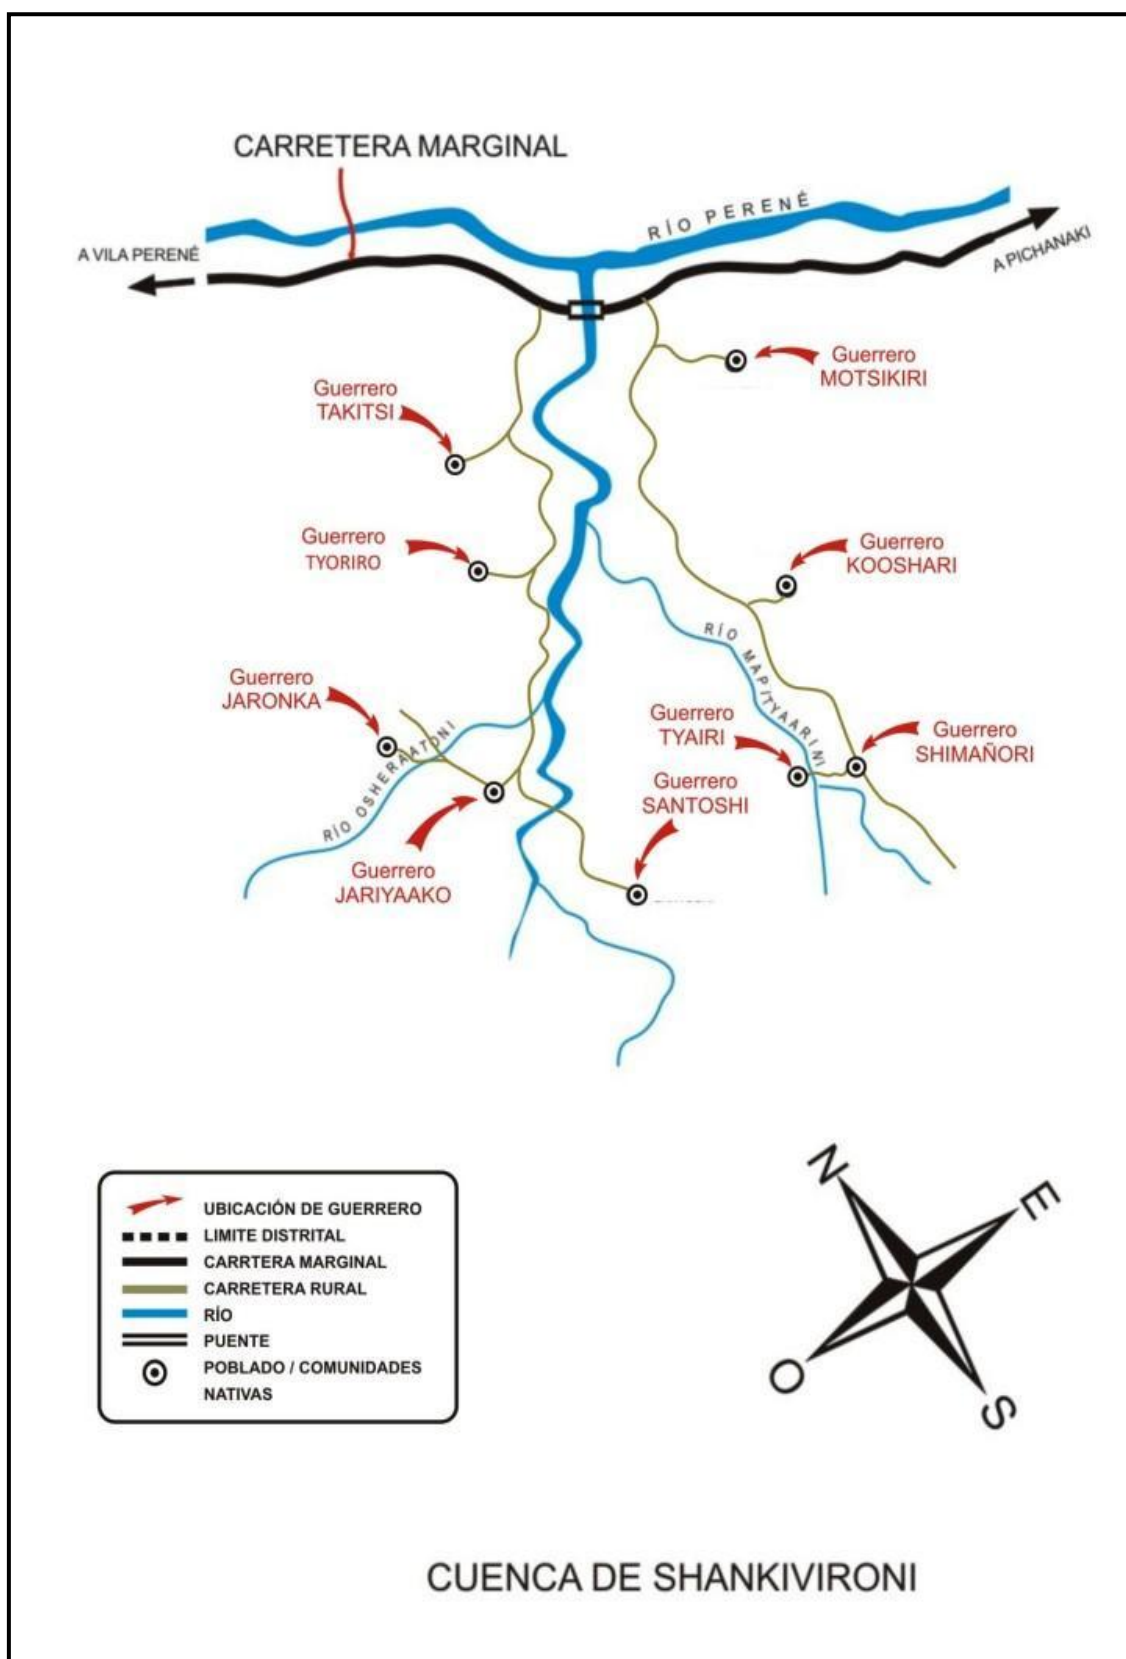 CARRETERA MARGINAL
RÍO PERENÉ
A VILA PERENÉ
A PICHANAKI
Guerrero
MOTSIKIRI
Guerrero
TAKITSI
Guerrero
TYORIRO
Guerrero
KOOSHARI
RÍO MAPITYAARINI
Guerrero
JARONKA
RÍO OSHERAATONI
Guerrero
TYAIRI
Guerrero
SHIMAÑORI
Guerrero
SANTOSHI
Guerrero
JARIYAAKO
UBICACIÓN DE GUERRERO
LIMITE DISTRITAL
CARRTERA MARGINAL
CARRETERA RURAL
RÍO
PUENTE
POBLADO / COMUNIDADES
NATIVAS
N
E
O
S
CUENCA DE SHANKIVIRONI